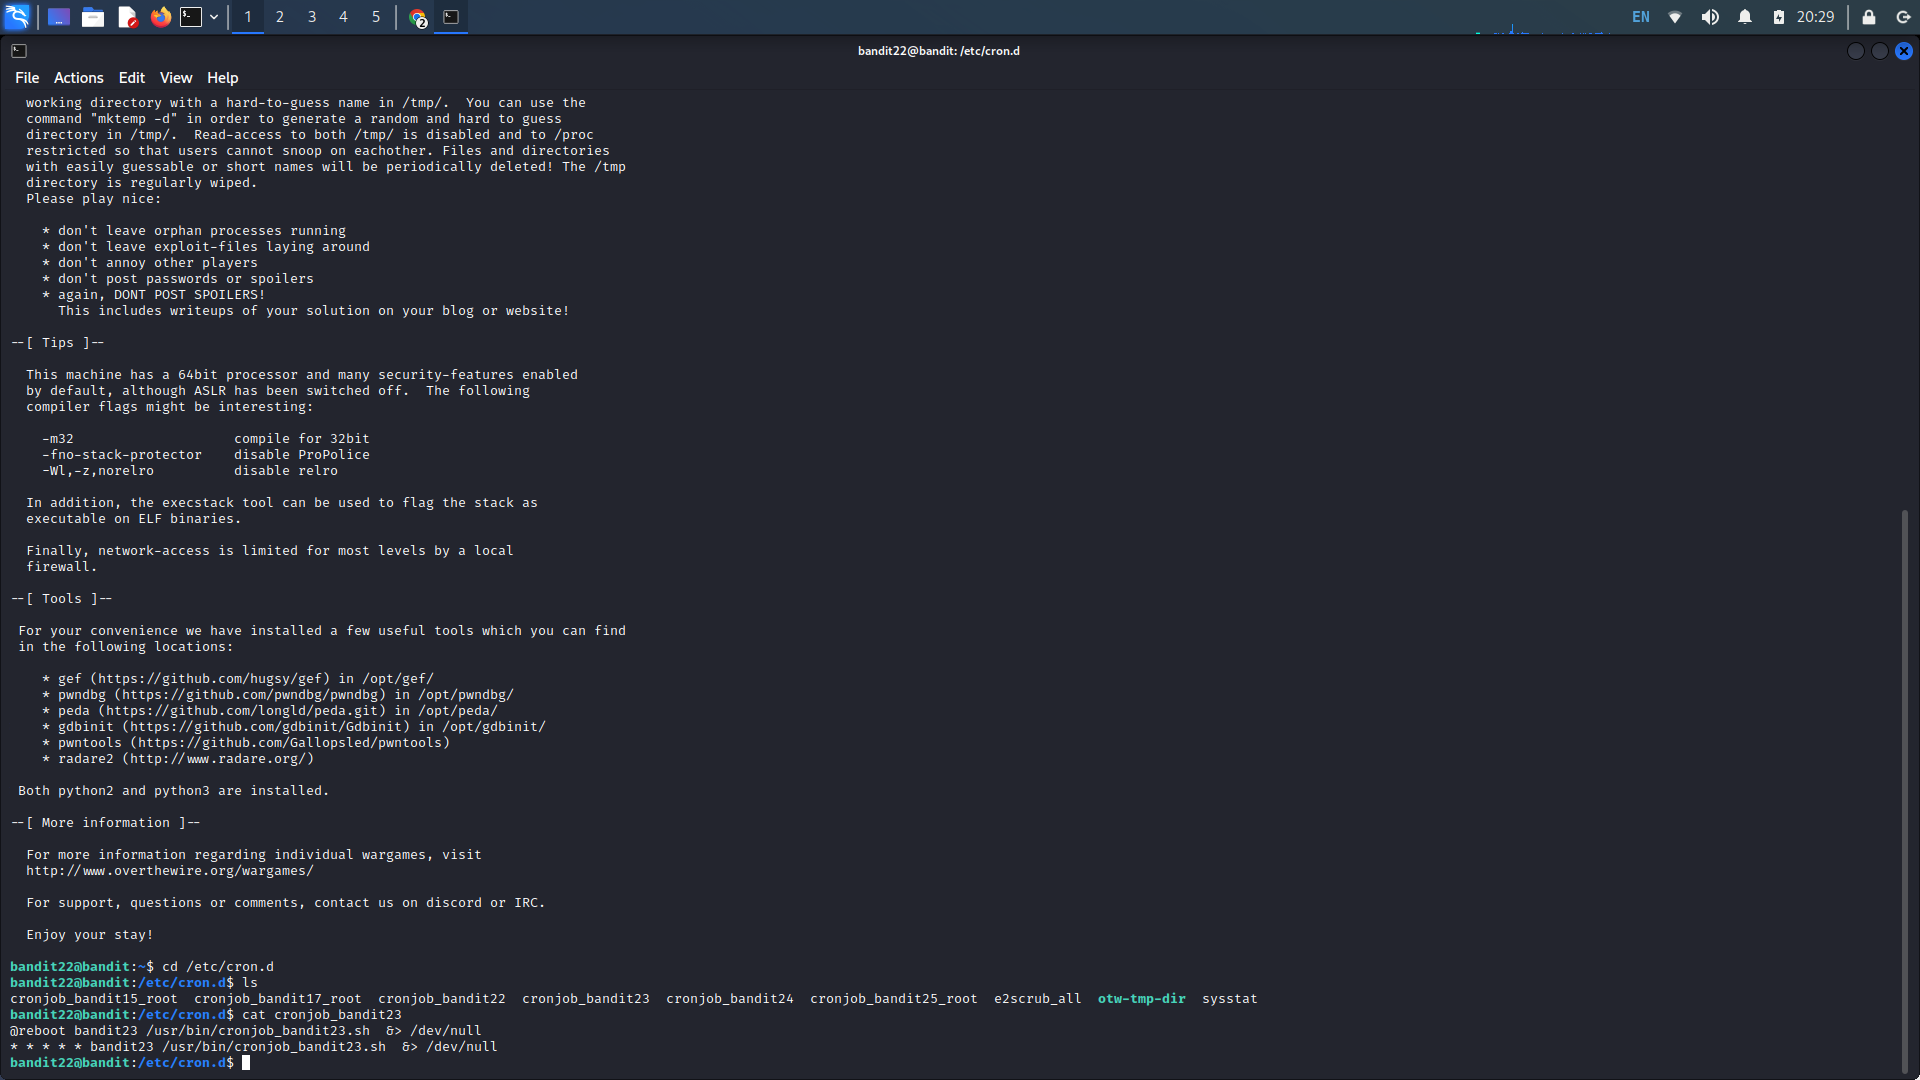 1 2 3 4 5 2 EN 20:29
bandit22@bandit: /etc/cron.d
File Actions Edit View Help
working directory with a hard-to-guess name in /tmp/.  You can use the
command "mktemp -d" in order to generate a random and hard to guess
directory in /tmp/.  Read-access to both /tmp/ is disabled and to /proc
restricted so that users cannot snoop on eachother. Files and directories
with easily guessable or short names will be periodically deleted! The /tmp
directory is regularly wiped.
Please play nice:
* don't leave orphan processes running
* don't leave exploit-files laying around
* don't annoy other players
* don't post passwords or spoilers
* again, DONT POST SPOILERS!
This includes writeups of your solution on your blog or website!
--[ Tips ]--
This machine has a 64bit processor and many security-features enabled
by default, although ASLR has been switched off.  The following
compiler flags might be interesting:
-m32                    compile for 32bit
-fno-stack-protector    disable ProPolice
-Wl,-z,norelro          disable relro
In addition, the execstack tool can be used to flag the stack as
executable on ELF binaries.
Finally, network-access is limited for most levels by a local
firewall.
--[ Tools ]--
For your convenience we have installed a few useful tools which you can find
in the following locations:
* gef (https://github.com/hugsy/gef) in /opt/gef/
* pwndbg (https://github.com/pwndbg/pwndbg) in /opt/pwndbg/
* peda (https://github.com/longld/peda.git) in /opt/peda/
* gdbinit (https://github.com/gdbinit/Gdbinit) in /opt/gdbinit/
* pwntools (https://github.com/Gallopsled/pwntools)
* radare2 (http://www.radare.org/)
Both python2 and python3 are installed.
--[ More information ]--
For more information regarding individual wargames, visit
http://www.overthewire.org/wargames/
For support, questions or comments, contact us on discord or IRC.
Enjoy your stay!
bandit22@bandit:~$ cd /etc/cron.d
bandit22@bandit:/etc/cron.d$ ls
cronjob_bandit15_root  cronjob_bandit17_root  cronjob_bandit22  cronjob_bandit23  cronjob_bandit24  cronjob_bandit25_root  e2scrub_all  otw-tmp-dir  sysstat
bandit22@bandit:/etc/cron.d$ cat cronjob_bandit23
@reboot bandit23 /usr/bin/cronjob_bandit23.sh  &> /dev/null
* * * * * bandit23 /usr/bin/cronjob_bandit23.sh  &> /dev/null
bandit22@bandit:/etc/cron.d$